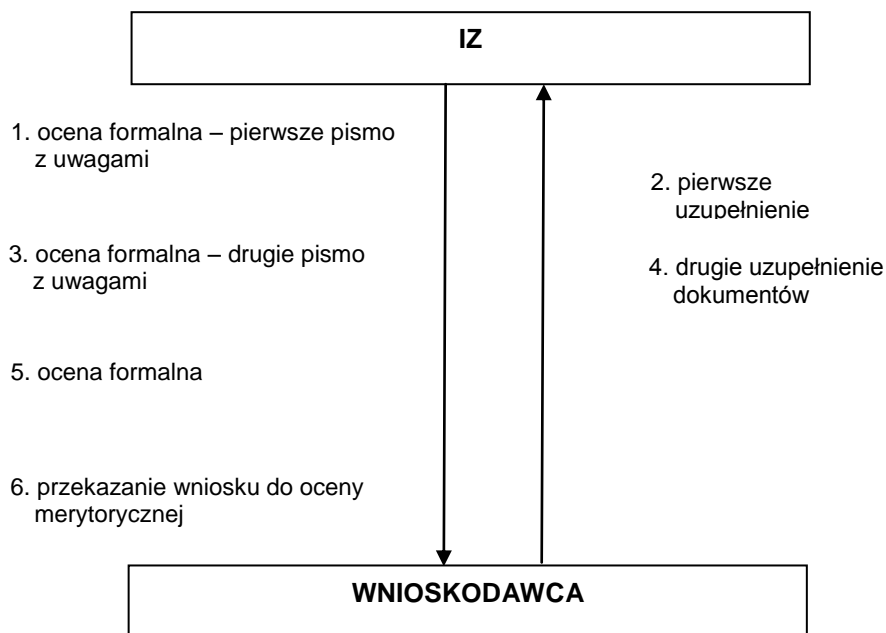 IZ
1. ocena formalna – pierwsze pismo
z uwagami
2. pierwsze
uzupełnienie
3. ocena formalna – drugie pismo
z uwagami
4. drugie uzupełnienie
dokumentów
5. ocena formalna
6. przekazanie wniosku do oceny
merytorycznej
WNIOSKODAWCA